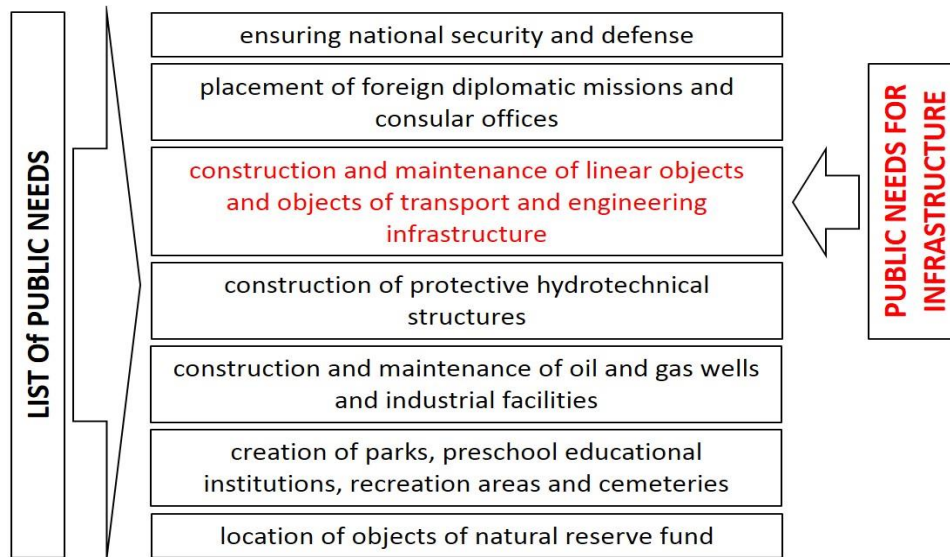 LIST Of PUBLIC NEEDS
ensuring national security and defense
placement of foreign diplomatic missions and
consular offices
construction and maintenance of linear objects
and objects of transport and engineering
infrastructure
construction of protective hydrotechnical
structures
construction and maintenance of oil and gas wells
and industrial facilities
creation of parks, preschool educational
institutions, recreation areas and cemeteries
location of objects of natural reserve fund
PUBLIC NEEDS FOR
INFRASTRUCTURE